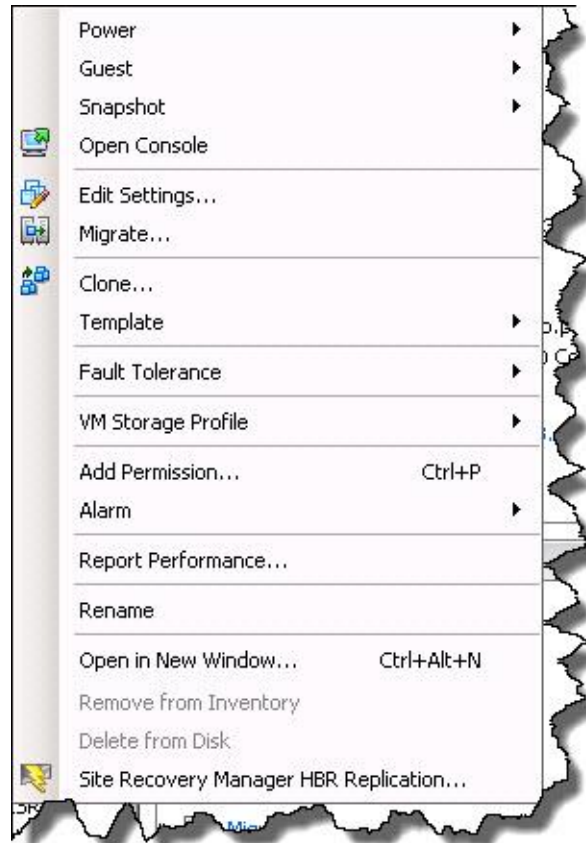 Power
Guest
Snapshot
Open Console
Edit Settings...
Migrate...
Clone...
Template
Fault Tolerance
VM Storage Profile
Add Permission... Ctrl+P
Alarm
Report Performance...
Rename
Open in New Window... Ctrl+Alt+N
Remove from Inventory
Delete from Disk
Site Recovery Manager HBR Replication...